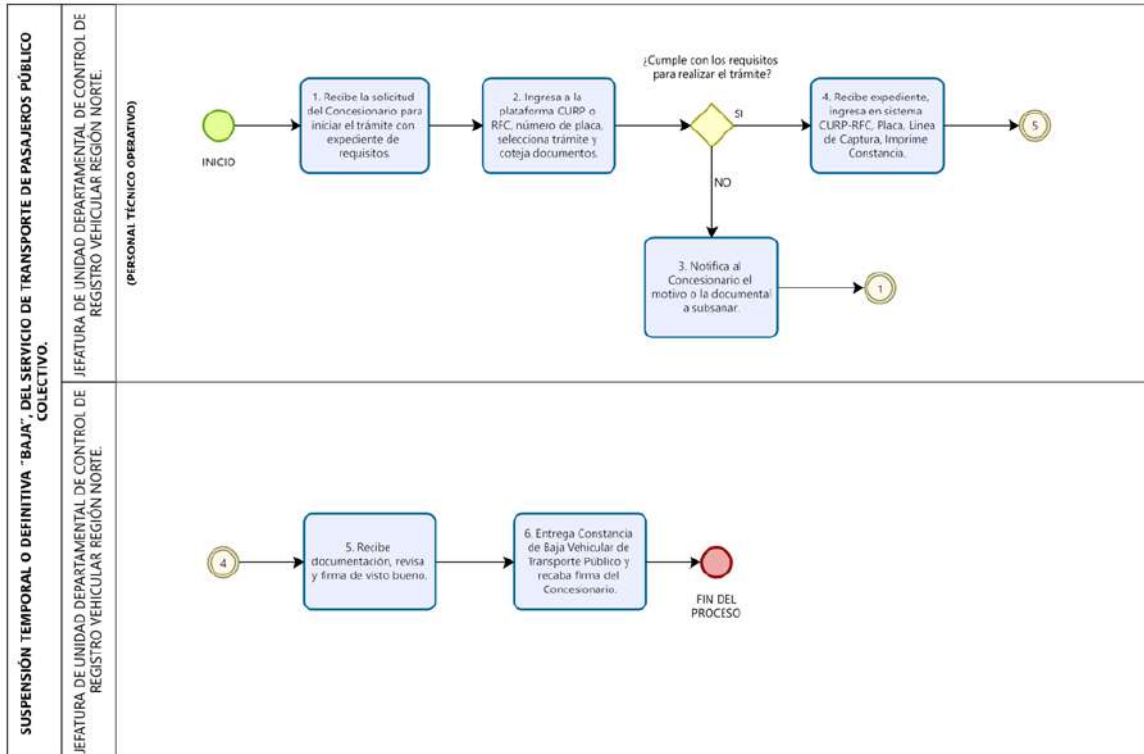 SUSPENSIÓN TEMPORAL O DEFINITIVA "BAJA", DEL SERVICIO DE TRANSPORTE DE PASAJEROS PÚBLICO
COLECTIVO.
JEFATURA DE UNIDAD DEPARTAMENTAL DE CONTROL DE
REGISTRO VEHICULAR REGIÓN NORTE.
(PERSONAL TÉCNICO OPERATIVO)
INICIO
1. Recibe la solicitud
del Concesionario para
iniciar el trámite con
expediente de
requisitos.
2. Ingresa a la
plataforma CURP o
RFC, número de placa,
selecciona trámite y
coteja documentos.
¿Cumple con los requisitos
para realizar el trámite?
SI
NO
4. Recibe expediente,
ingresa en sistema
CURP-RFC, Placa, Línea
de Captura, Imprime
Constancia.
5
3. Notifica al
Concesionario el
motivo o la documental
a subsanar.
1
JEFATURA DE UNIDAD DEPARTAMENTAL DE CONTROL DE
REGISTRO VEHICULAR REGIÓN NORTE.
4
5. Recibe
documentación, revisa
y firma de visto bueno.
6. Entrega Constancia
de Baja Vehicular de
Transporte Público y
recaba firma del
Concesionario.
FIN DEL
PROCESO